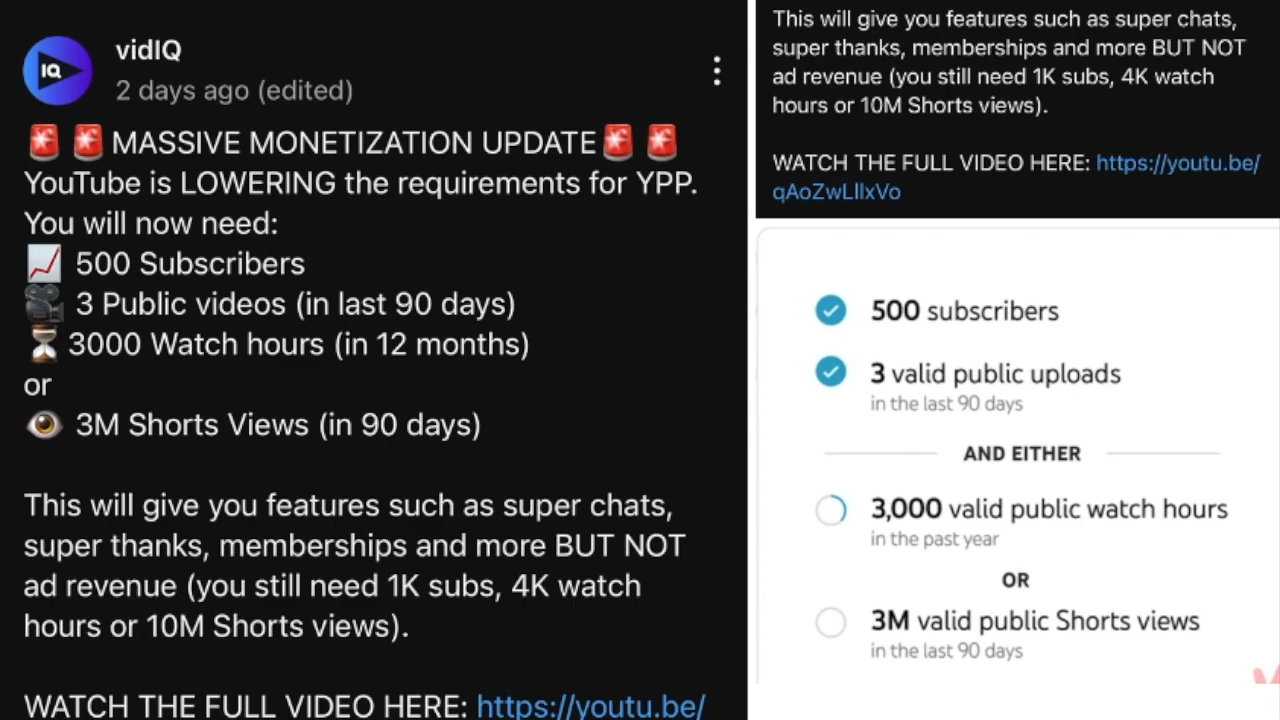 vidIQ
2 days ago (edited)
🚨 🚨 MASSIVE MONETIZATION UPDATE🚨 🚨
YouTube is LOWERING the requirements for YPP.
You will now need:
📈 500 Subscribers
🎥 3 Public videos (in last 90 days)
⏳ 3000 Watch hours (in 12 months)
or
👁️ 3M Shorts Views (in 90 days)
This will give you features such as super chats,
super thanks, memberships and more BUT NOT
ad revenue (you still need 1K subs, 4K watch
hours or 10M Shorts views).
WATCH THE FULL VIDEO HERE: https://youtu.be/
This will give you features such as super chats,
super thanks, memberships and more BUT NOT
ad revenue (you still need 1K subs, 4K watch
hours or 10M Shorts views).
WATCH THE FULL VIDEO HERE: https://youtu.be/
qAoZwLllxVo
500 subscribers
3 valid public uploads
in the last 90 days
AND EITHER
3,000 valid public watch hours
in the past year
OR
3M valid public Shorts views
in the last 90 days